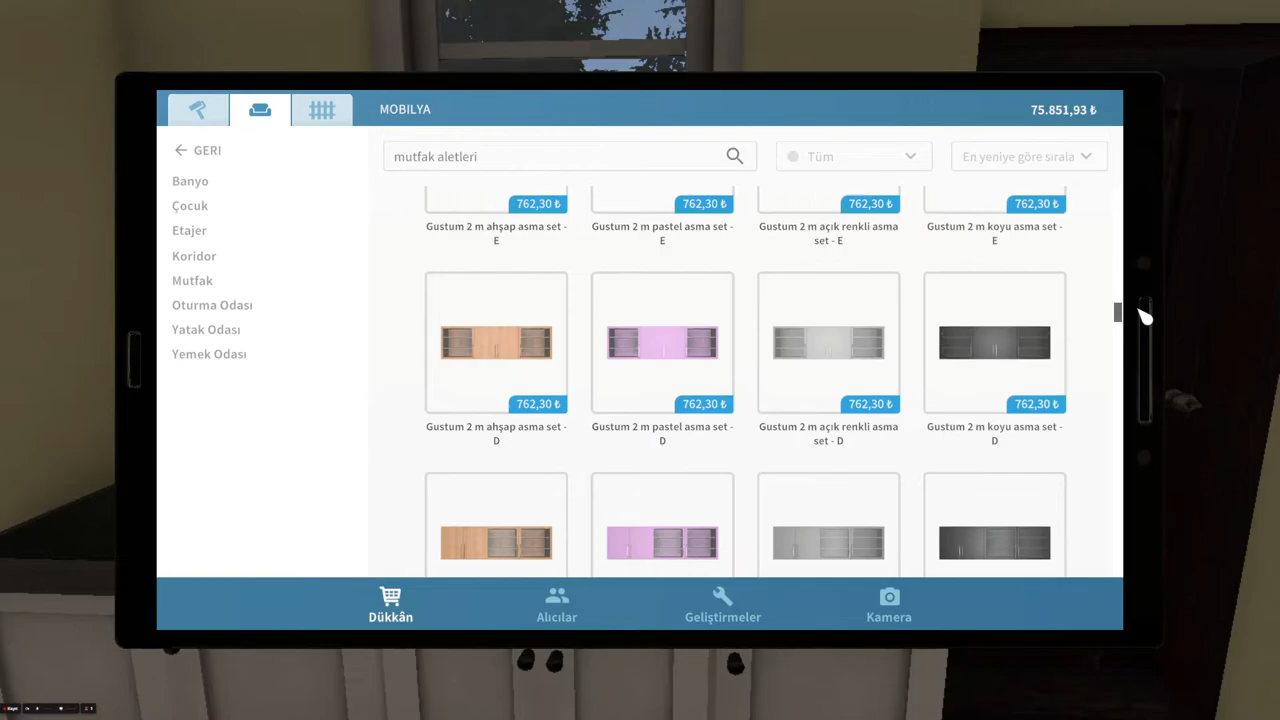 MOBILYA
75.851,93 ₺
GERI
mutfak aletleri
Tüm
En yeniye göre sırala
Banyo
Çocuk
Etajer
Koridor
Mutfak
Oturma Odası
Yatak Odası
Yemek Odası
762,30 ₺
762,30 ₺
762,30 ₺
762,30 ₺
Gustum 2 m ahşap asma set -
E
Gustum 2 m pastel asma set -
E
Gustum 2 m açık renkli asma
set - E
Gustum 2 m koyu asma set -
E
762,30 ₺
762,30 ₺
762,30 ₺
762,30 ₺
Gustum 2 m ahşap asma set -
D
Gustum 2 m pastel asma set -
D
Gustum 2 m açık renkli asma
set - D
Gustum 2 m koyu asma set -
D
Dükkân
Alıcılar
Geliştirmeler
Kamera